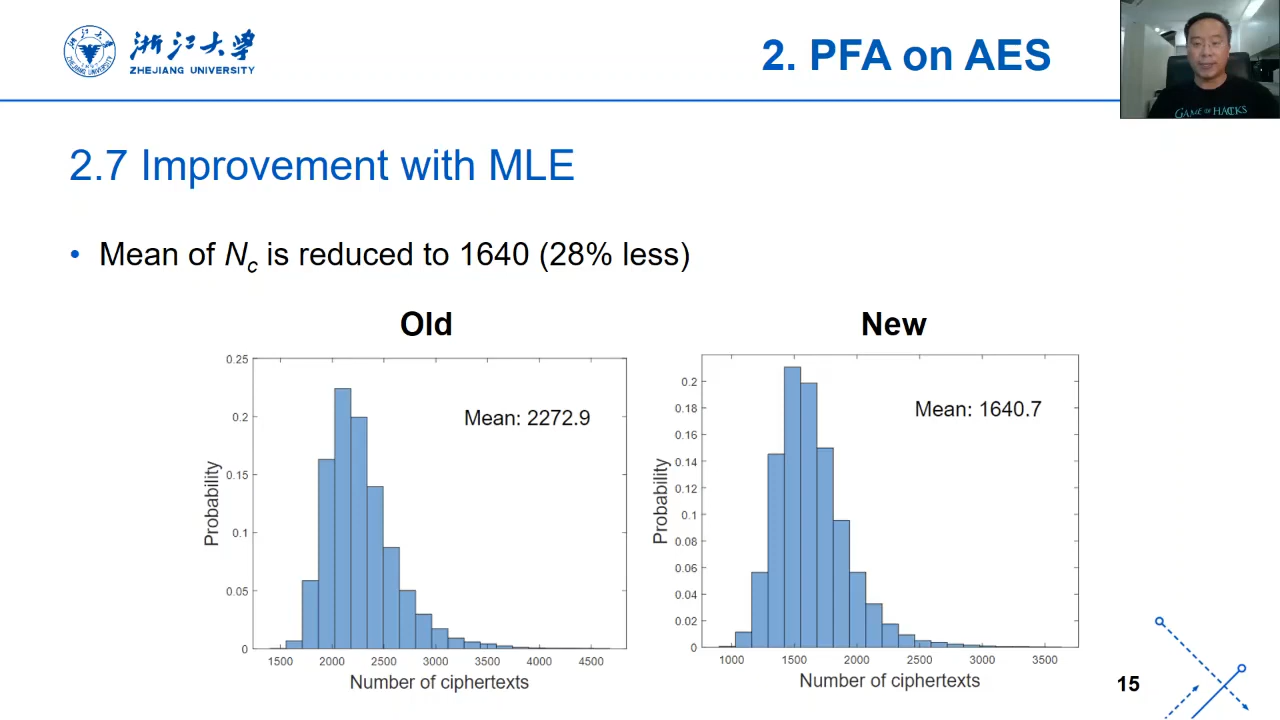 浙江大学
ZHEJIANG UNIVERSITY
2. PFA on AES
GAME OF HACKS
2.7 Improvement with MLE
• Mean of Nc is reduced to 1640 (28% less)
Old
0.25
0.2
0.15
0.1
0.05
0
Probability
Mean: 2272.9
1500 2000 2500 3000 3500 4000 4500
Number of ciphertexts
New
0.2
0.18
0.16
0.14
0.12
0.1
0.08
0.06
0.04
0.02
0
Probability
Mean: 1640.7
1000 1500 2000 2500 3000 3500
Number of ciphertexts
15